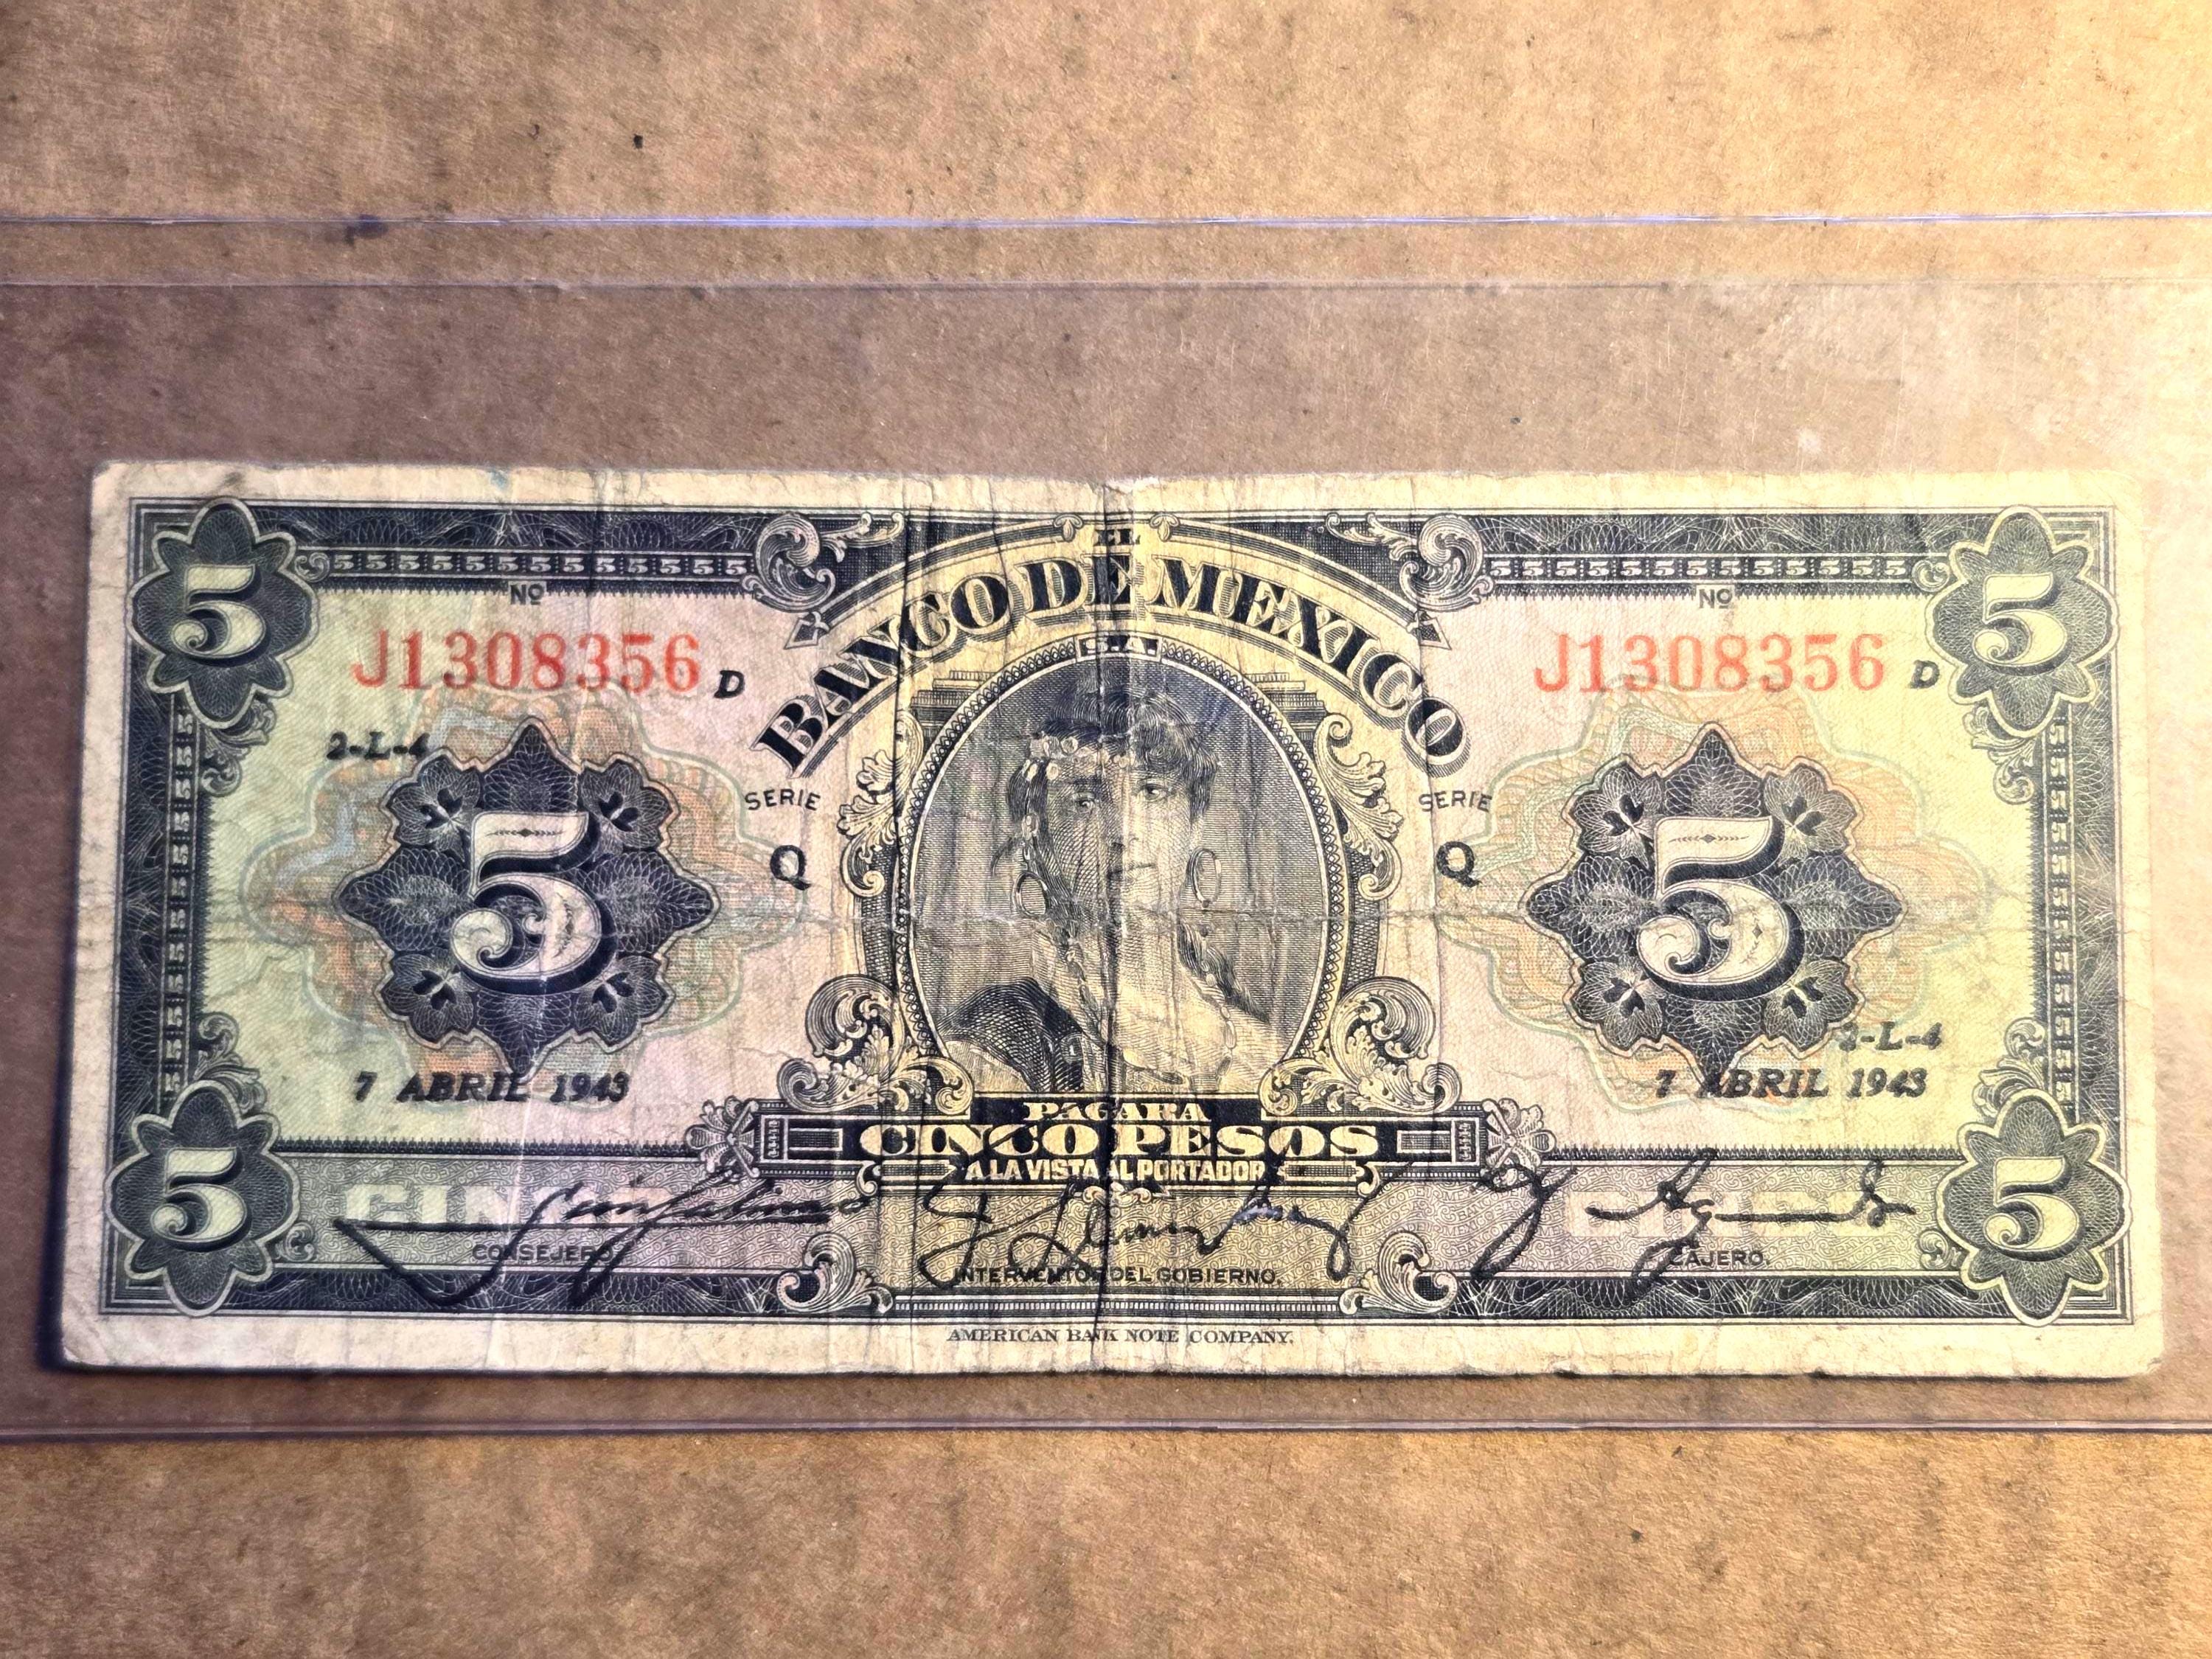 5 5555555555555 EL 5555555555555 5
Nº Nº
BANCO DE MEXICO
S.A.
J1308356 D J1308356 D
2-L-4
SERIE SERIE
Q Q
5 5
2-L-4
7 ABRIL 1943 7 ABRIL 1943
PAGARA
CINCO PESOS
A LA VISTA AL PORTADOR
5 5
CONSEJERO. CAJERO.
INTERVENTOR DEL GOBIERNO.
AMERICAN BANK NOTE COMPANY.